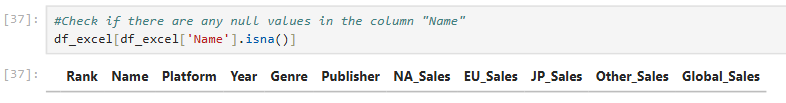 [37]: #Check if there are any null values in the column "Name"
df_excel[df_excel['Name'].isna()]
[37]: Rank Name Platform Year Genre Publisher NA_Sales EU_Sales JP_Sales Other_Sales Global_Sales